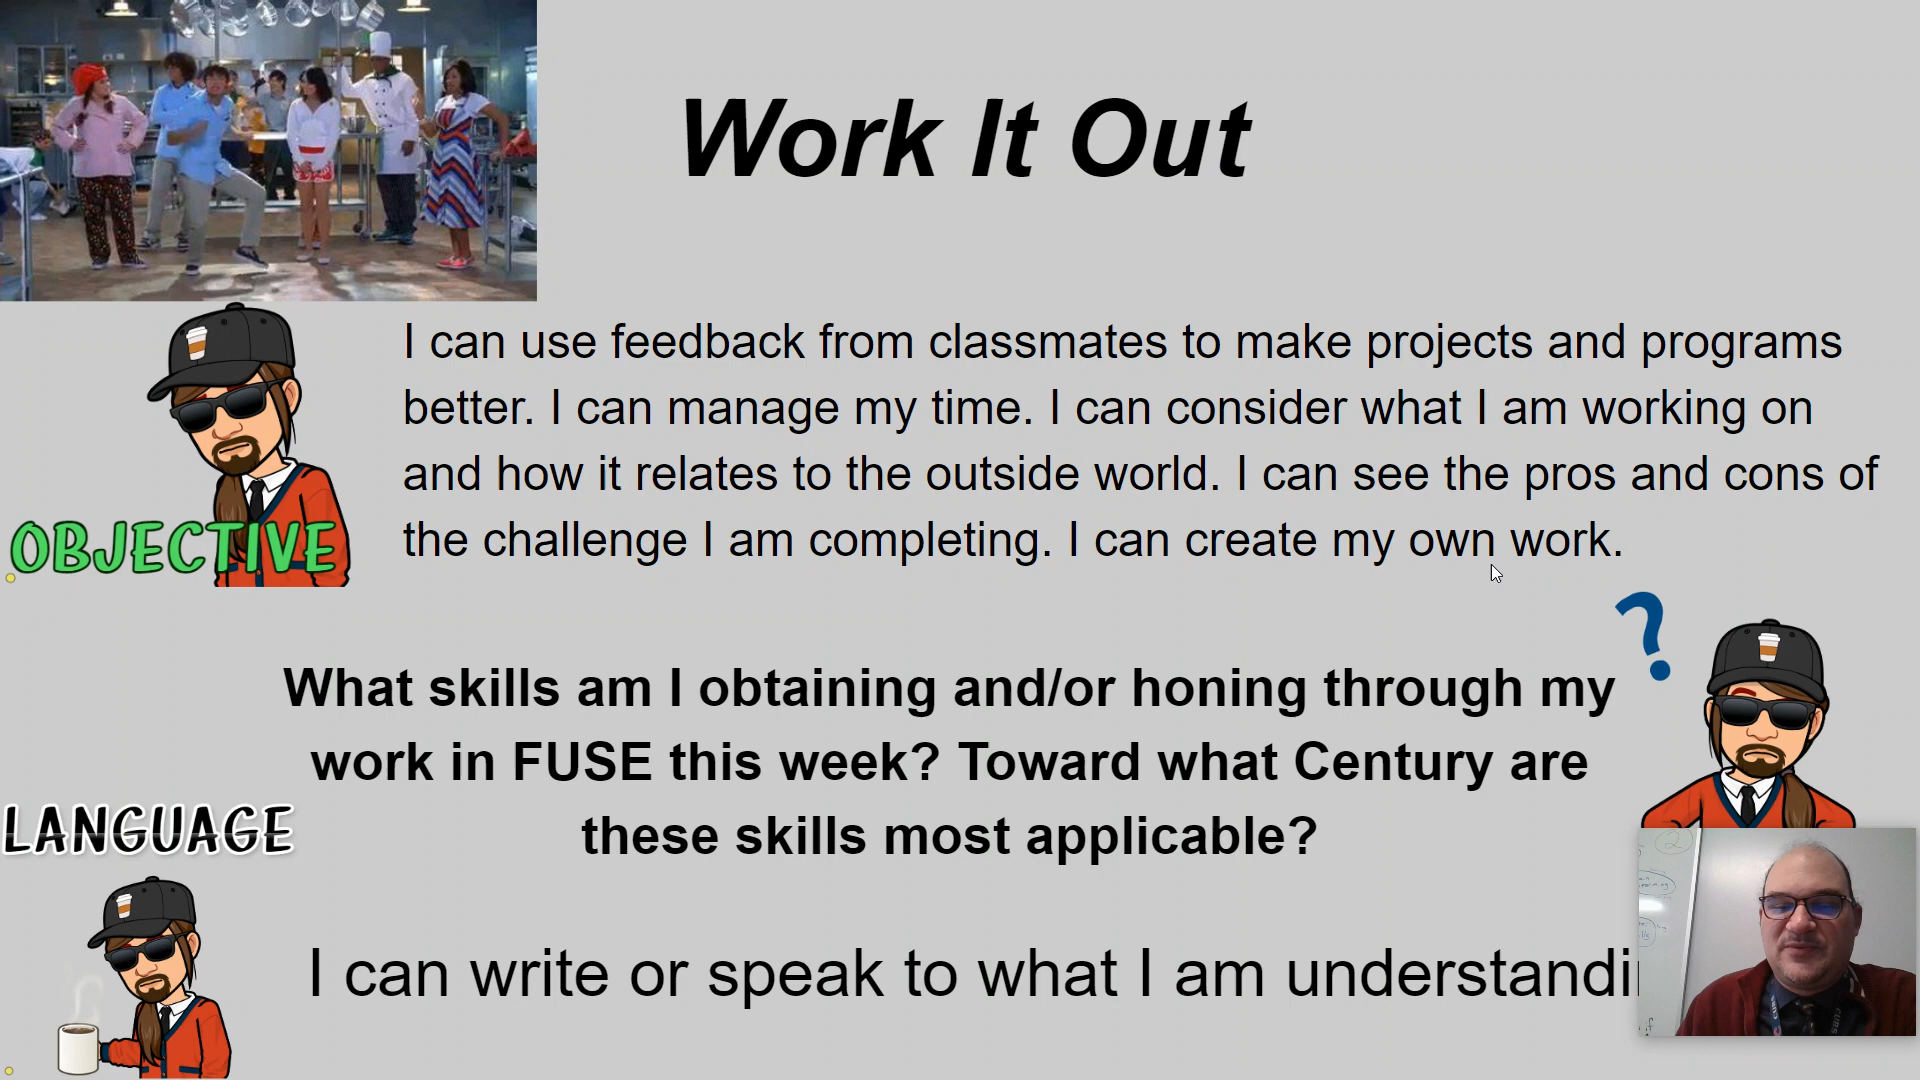 Work It Out
I can use feedback from classmates to make projects and programs
better. I can manage my time. I can consider what I am working on
and how it relates to the outside world. I can see the pros and cons of
the challenge I am completing. I can create my own work.
OBJECTIVE
?
What skills am I obtaining and/or honing through my
work in FUSE this week? Toward what Century are
these skills most applicable?
LANGUAGE
I can write or speak to what I am
2
CUBS